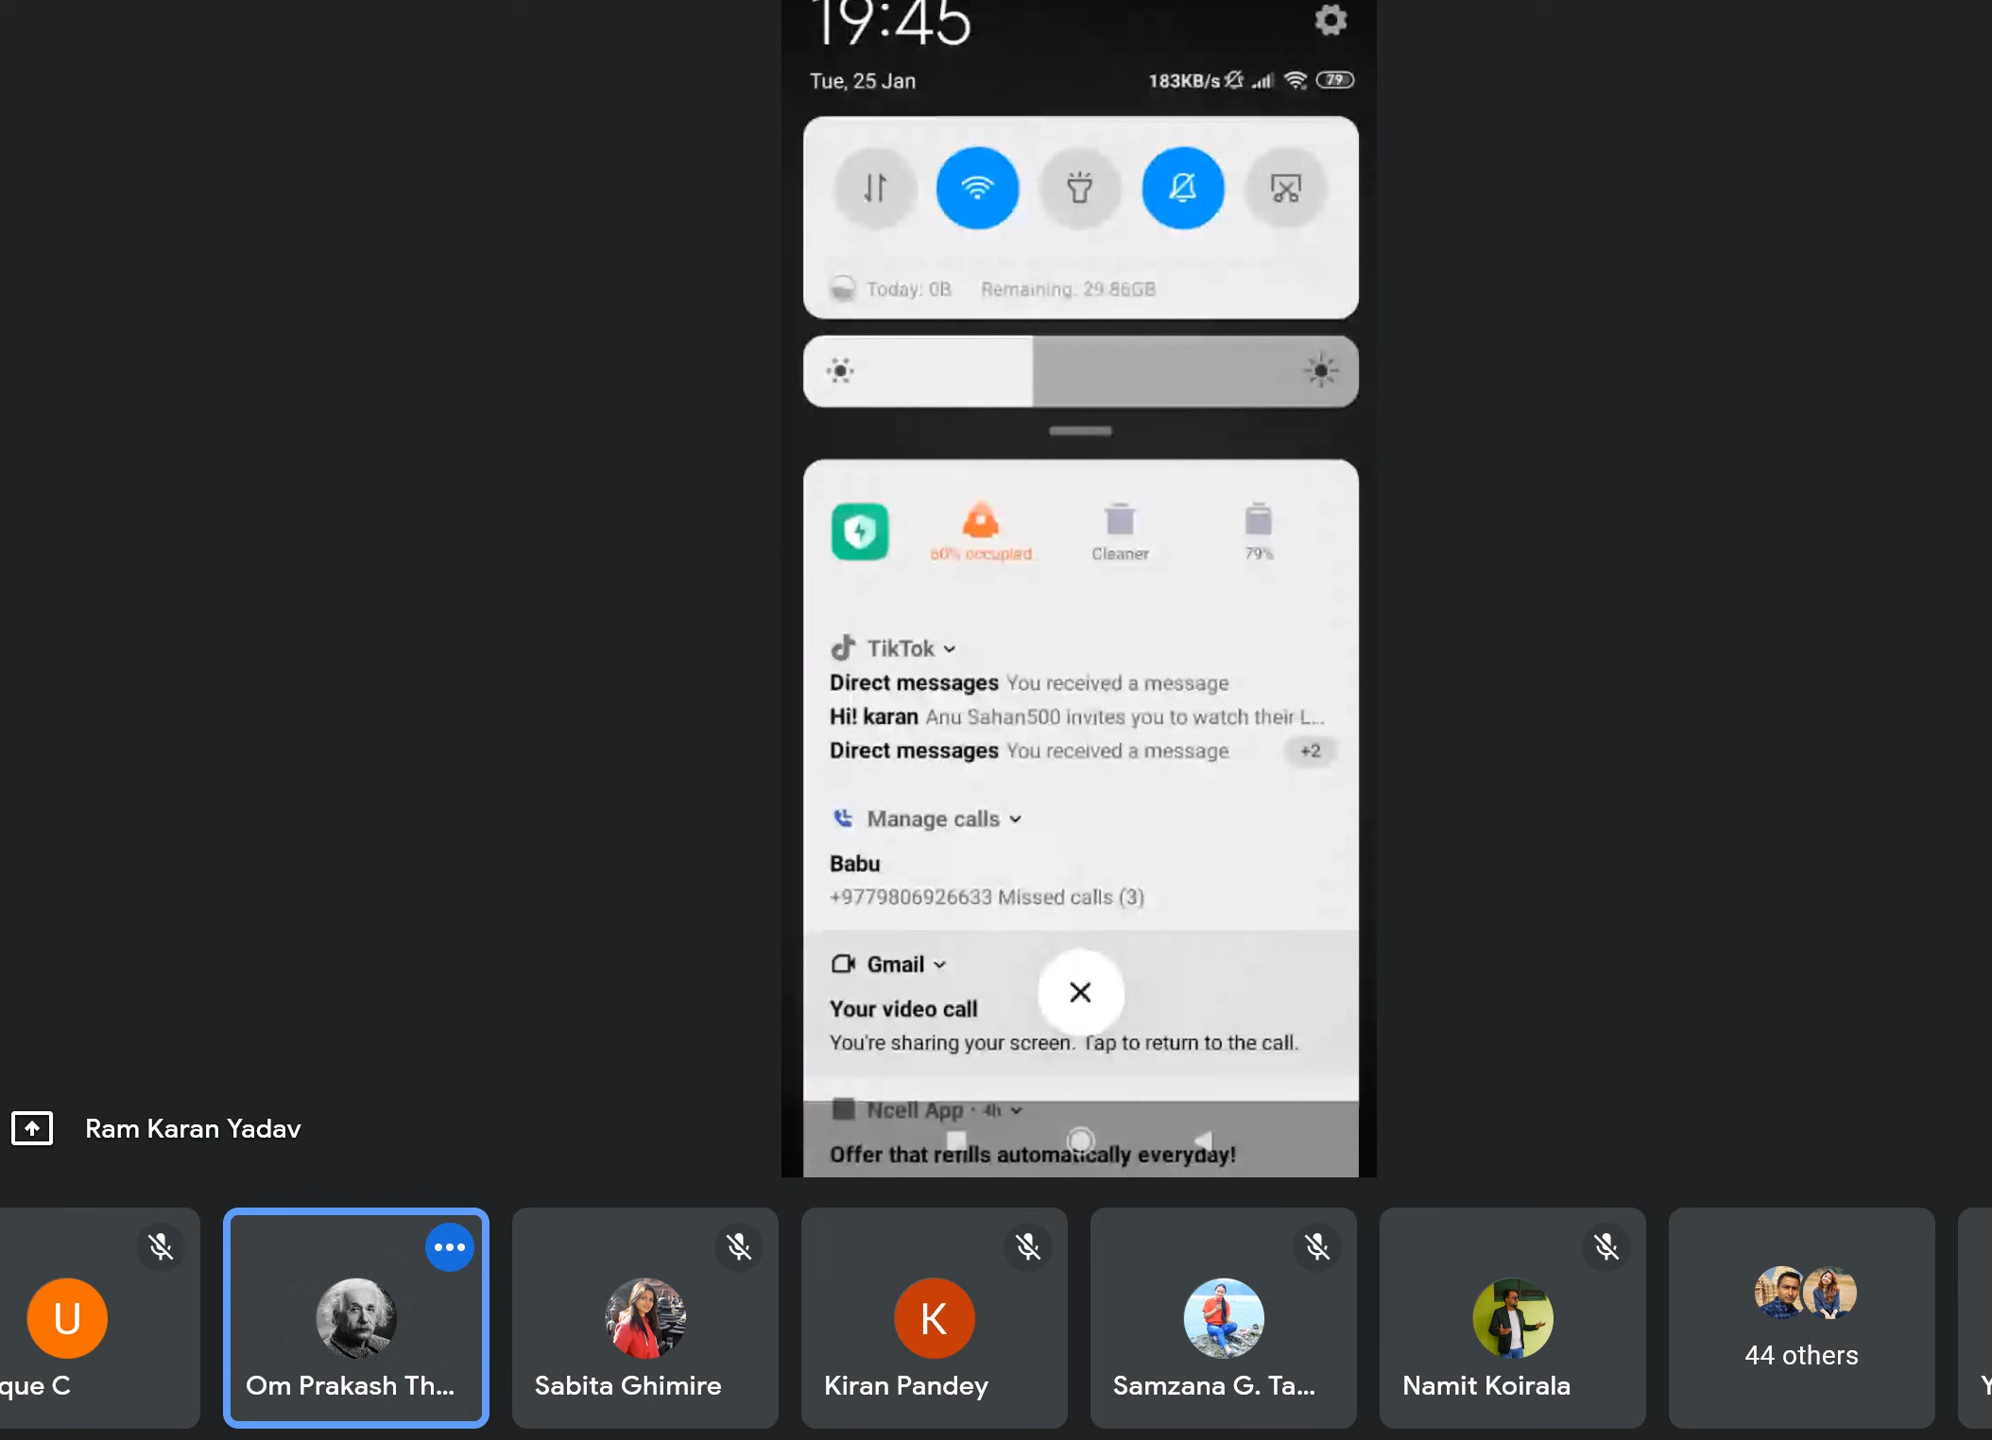 19:45
Tue, 25 Jan
183KB/s
79
Today: 0B Remaining: 29.86GB
60% occupied
Cleaner
79%
TikTok
Direct messages You received a message
Hi! karan Anu Sahan500 invites you to watch their L...
Direct messages You received a message
+2
Manage calls
Babu
+9779806926633 Missed calls (3)
Gmail
Your video call
You're sharing your screen. Tap to return to the call.
Ncell App · 4h
Offer that refills automatically everyday!
Ram Karan Yadav
U
que C
Om Prakash Th...
Sabita Ghimire
K
Kiran Pandey
Samzana G. Ta...
Namit Koirala
44 others
Y